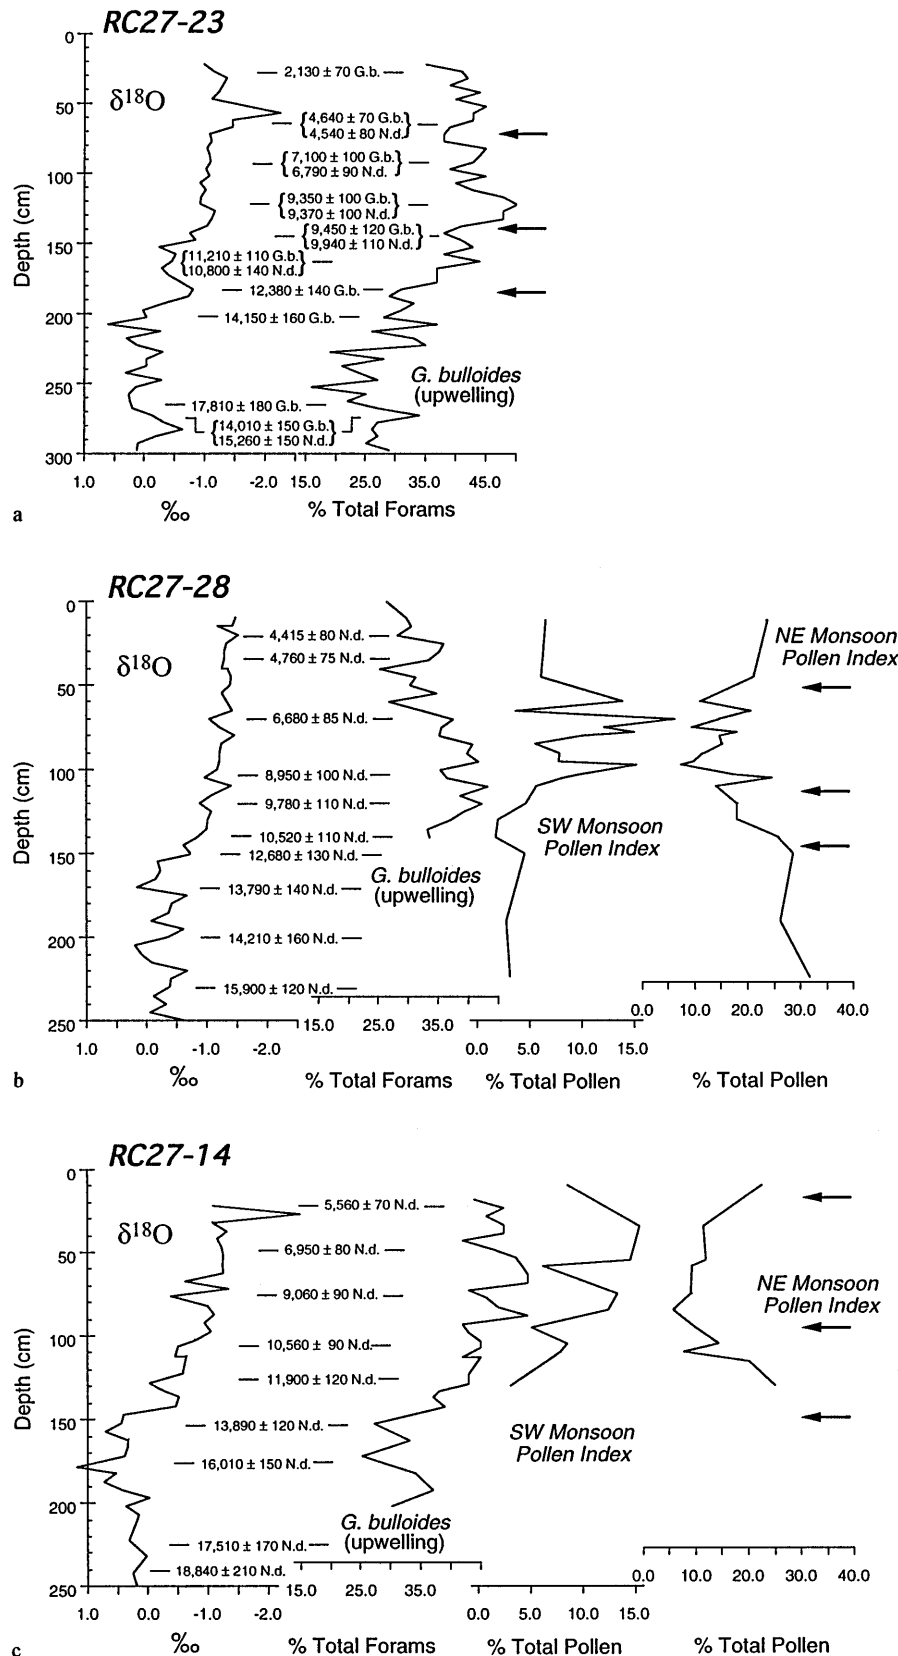 RC27-23
0
50
100
150
200
250
300
Depth (cm)
δ18O
2,130 ± 70 G.b.
4,640 ± 70 G.b.
4,540 ± 80 N.d.
7,100 ± 100 G.b.
6,790 ± 90 N.d.
9,350 ± 100 G.b.
9,370 ± 100 N.d.
9,450 ± 120 G.b.
9,940 ± 110 N.d.
11,210 ± 110 G.b.
10,800 ± 140 N.d.
12,380 ± 140 G.b.
14,150 ± 160 G.b.
17,810 ± 180 G.b.
14,010 ± 150 G.b.
15,260 ± 150 N.d.
G. bulloides
(upwelling)
1.0 0.0 -1.0 -2.0 15.0 25.0 35.0 45.0
‰ % Total Forams
a
RC27-28
0
50
100
150
200
250
Depth (cm)
δ18O
4,415 ± 80 N.d.
4,760 ± 75 N.d.
6,680 ± 85 N.d.
8,950 ± 100 N.d.
9,780 ± 110 N.d.
10,520 ± 110 N.d.
12,680 ± 130 N.d.
13,790 ± 140 N.d.
14,210 ± 160 N.d.
15,900 ± 120 N.d.
G. bulloides
(upwelling)
SW Monsoon
Pollen Index
NE Monsoon
Pollen Index
15.0 25.0 35.0
0.0 10.0 20.0 30.0 40.0
1.0 0.0 -1.0 -2.0 0.0 5.0 10.0 15.0
‰ % Total Forams % Total Pollen % Total Pollen
b
RC27-14
0
50
100
150
200
250
Depth (cm)
δ18O
5,560 ± 70 N.d.
6,950 ± 80 N.d.
9,060 ± 90 N.d.
10,560 ± 90 N.d.
11,900 ± 120 N.d.
13,890 ± 120 N.d.
16,010 ± 150 N.d.
17,510 ± 170 N.d.
18,840 ± 210 N.d.
G. bulloides
(upwelling)
SW Monsoon
Pollen Index
NE Monsoon
Pollen Index
15.0 25.0 35.0
0.0 10.0 20.0 30.0 40.0
1.0 0.0 -1.0 -2.0 0.0 5.0 10.0 15.0
‰ % Total Forams % Total Pollen % Total Pollen
c